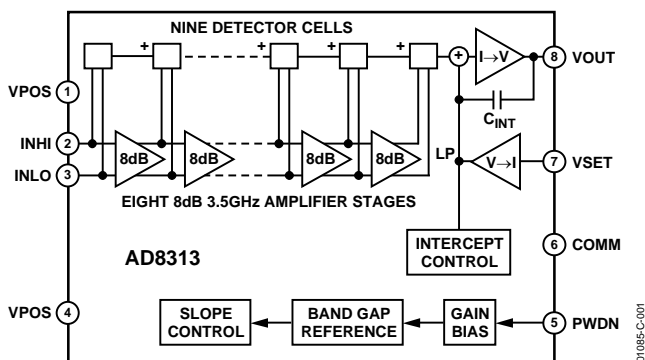 NINE DETECTOR CELLS
+ + + +
+ I→V 8 VOUT
VPOS 1
CINT
INHI 2
8dB 8dB 8dB 8dB
LP V→I 7 VSET
INLO 3
EIGHT 8dB 3.5GHz AMPLIFIER STAGES
INTERCEPT
CONTROL
6 COMM
AD8313
VPOS 4
SLOPE
CONTROL
BAND GAP
REFERENCE
GAIN
BIAS
5 PWDN
01085-C-001